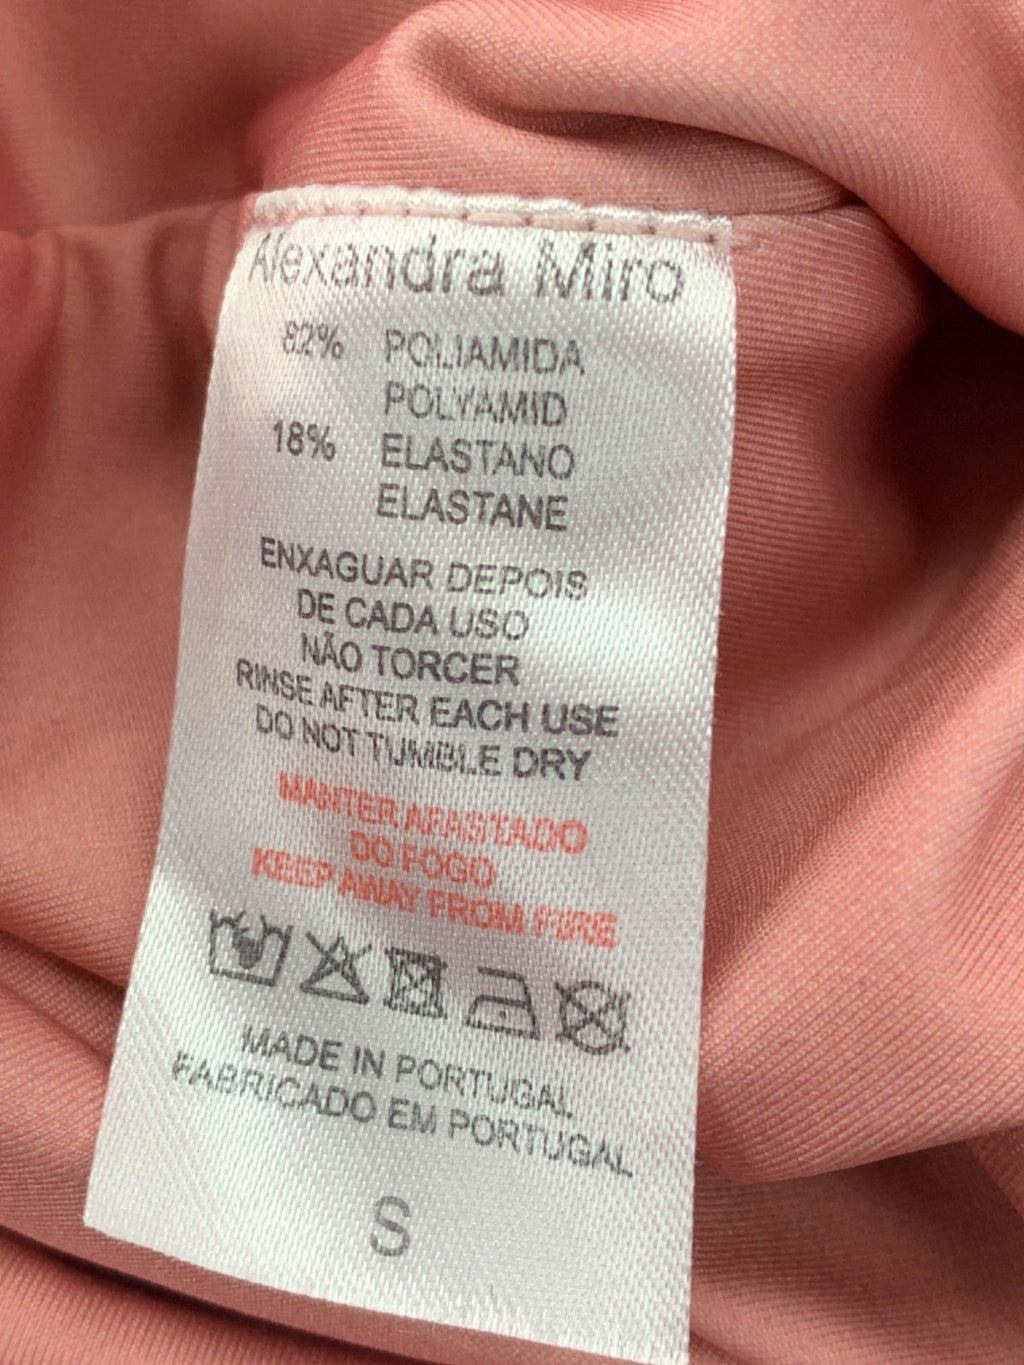 Alexandra Miro
82% POLIAMIDA
POLYAMID
18% ELASTANO
ELASTANE
ENXAGUAR DEPOIS
DE CADA USO
NÃO TORCER
RINSE AFTER EACH USE
DO NOT TUMBLE DRY
MANTER AFASTADO
DO FOGO
KEEP AWAY FROM FIRE
MADE IN PORTUGAL
FABRICADO EM PORTUGAL
S